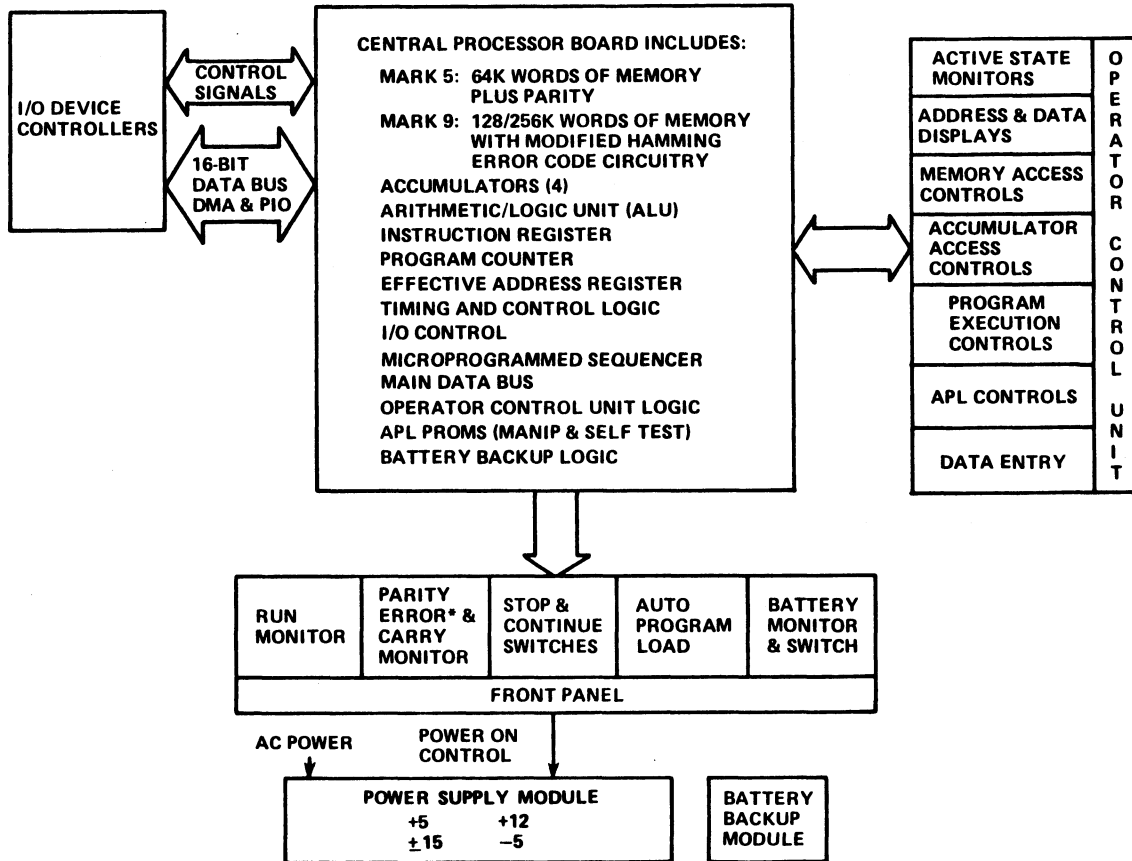 I/O DEVICE
CONTROLLERS
CONTROL
SIGNALS
16-BIT
DATA BUS
DMA & PIO
CENTRAL PROCESSOR BOARD INCLUDES:
MARK 5: 64K WORDS OF MEMORY
PLUS PARITY
MARK 9: 128/256K WORDS OF MEMORY
WITH MODIFIED HAMMING
ERROR CODE CIRCUITRY
ACCUMULATORS (4)
ARITHMETIC/LOGIC UNIT (ALU)
INSTRUCTION REGISTER
PROGRAM COUNTER
EFFECTIVE ADDRESS REGISTER
TIMING AND CONTROL LOGIC
I/O CONTROL
MICROPROGRAMMED SEQUENCER
MAIN DATA BUS
OPERATOR CONTROL UNIT LOGIC
APL PROMS (MANIP & SELF TEST)
BATTERY BACKUP LOGIC
ACTIVE STATE
MONITORS
ADDRESS & DATA
DISPLAYS
MEMORY ACCESS
CONTROLS
ACCUMULATOR
ACCESS
CONTROLS
PROGRAM
EXECUTION
CONTROLS
APL CONTROLS
DATA ENTRY
OPERATOR CONTROL UNIT
RUN
MONITOR
PARITY
ERROR* &
CARRY
MONITOR
STOP &
CONTINUE
SWITCHES
AUTO
PROGRAM
LOAD
BATTERY
MONITOR
& SWITCH
FRONT PANEL
AC POWER
POWER ON
CONTROL
POWER SUPPLY MODULE
+5 +12
±15 −5
BATTERY
BACKUP
MODULE